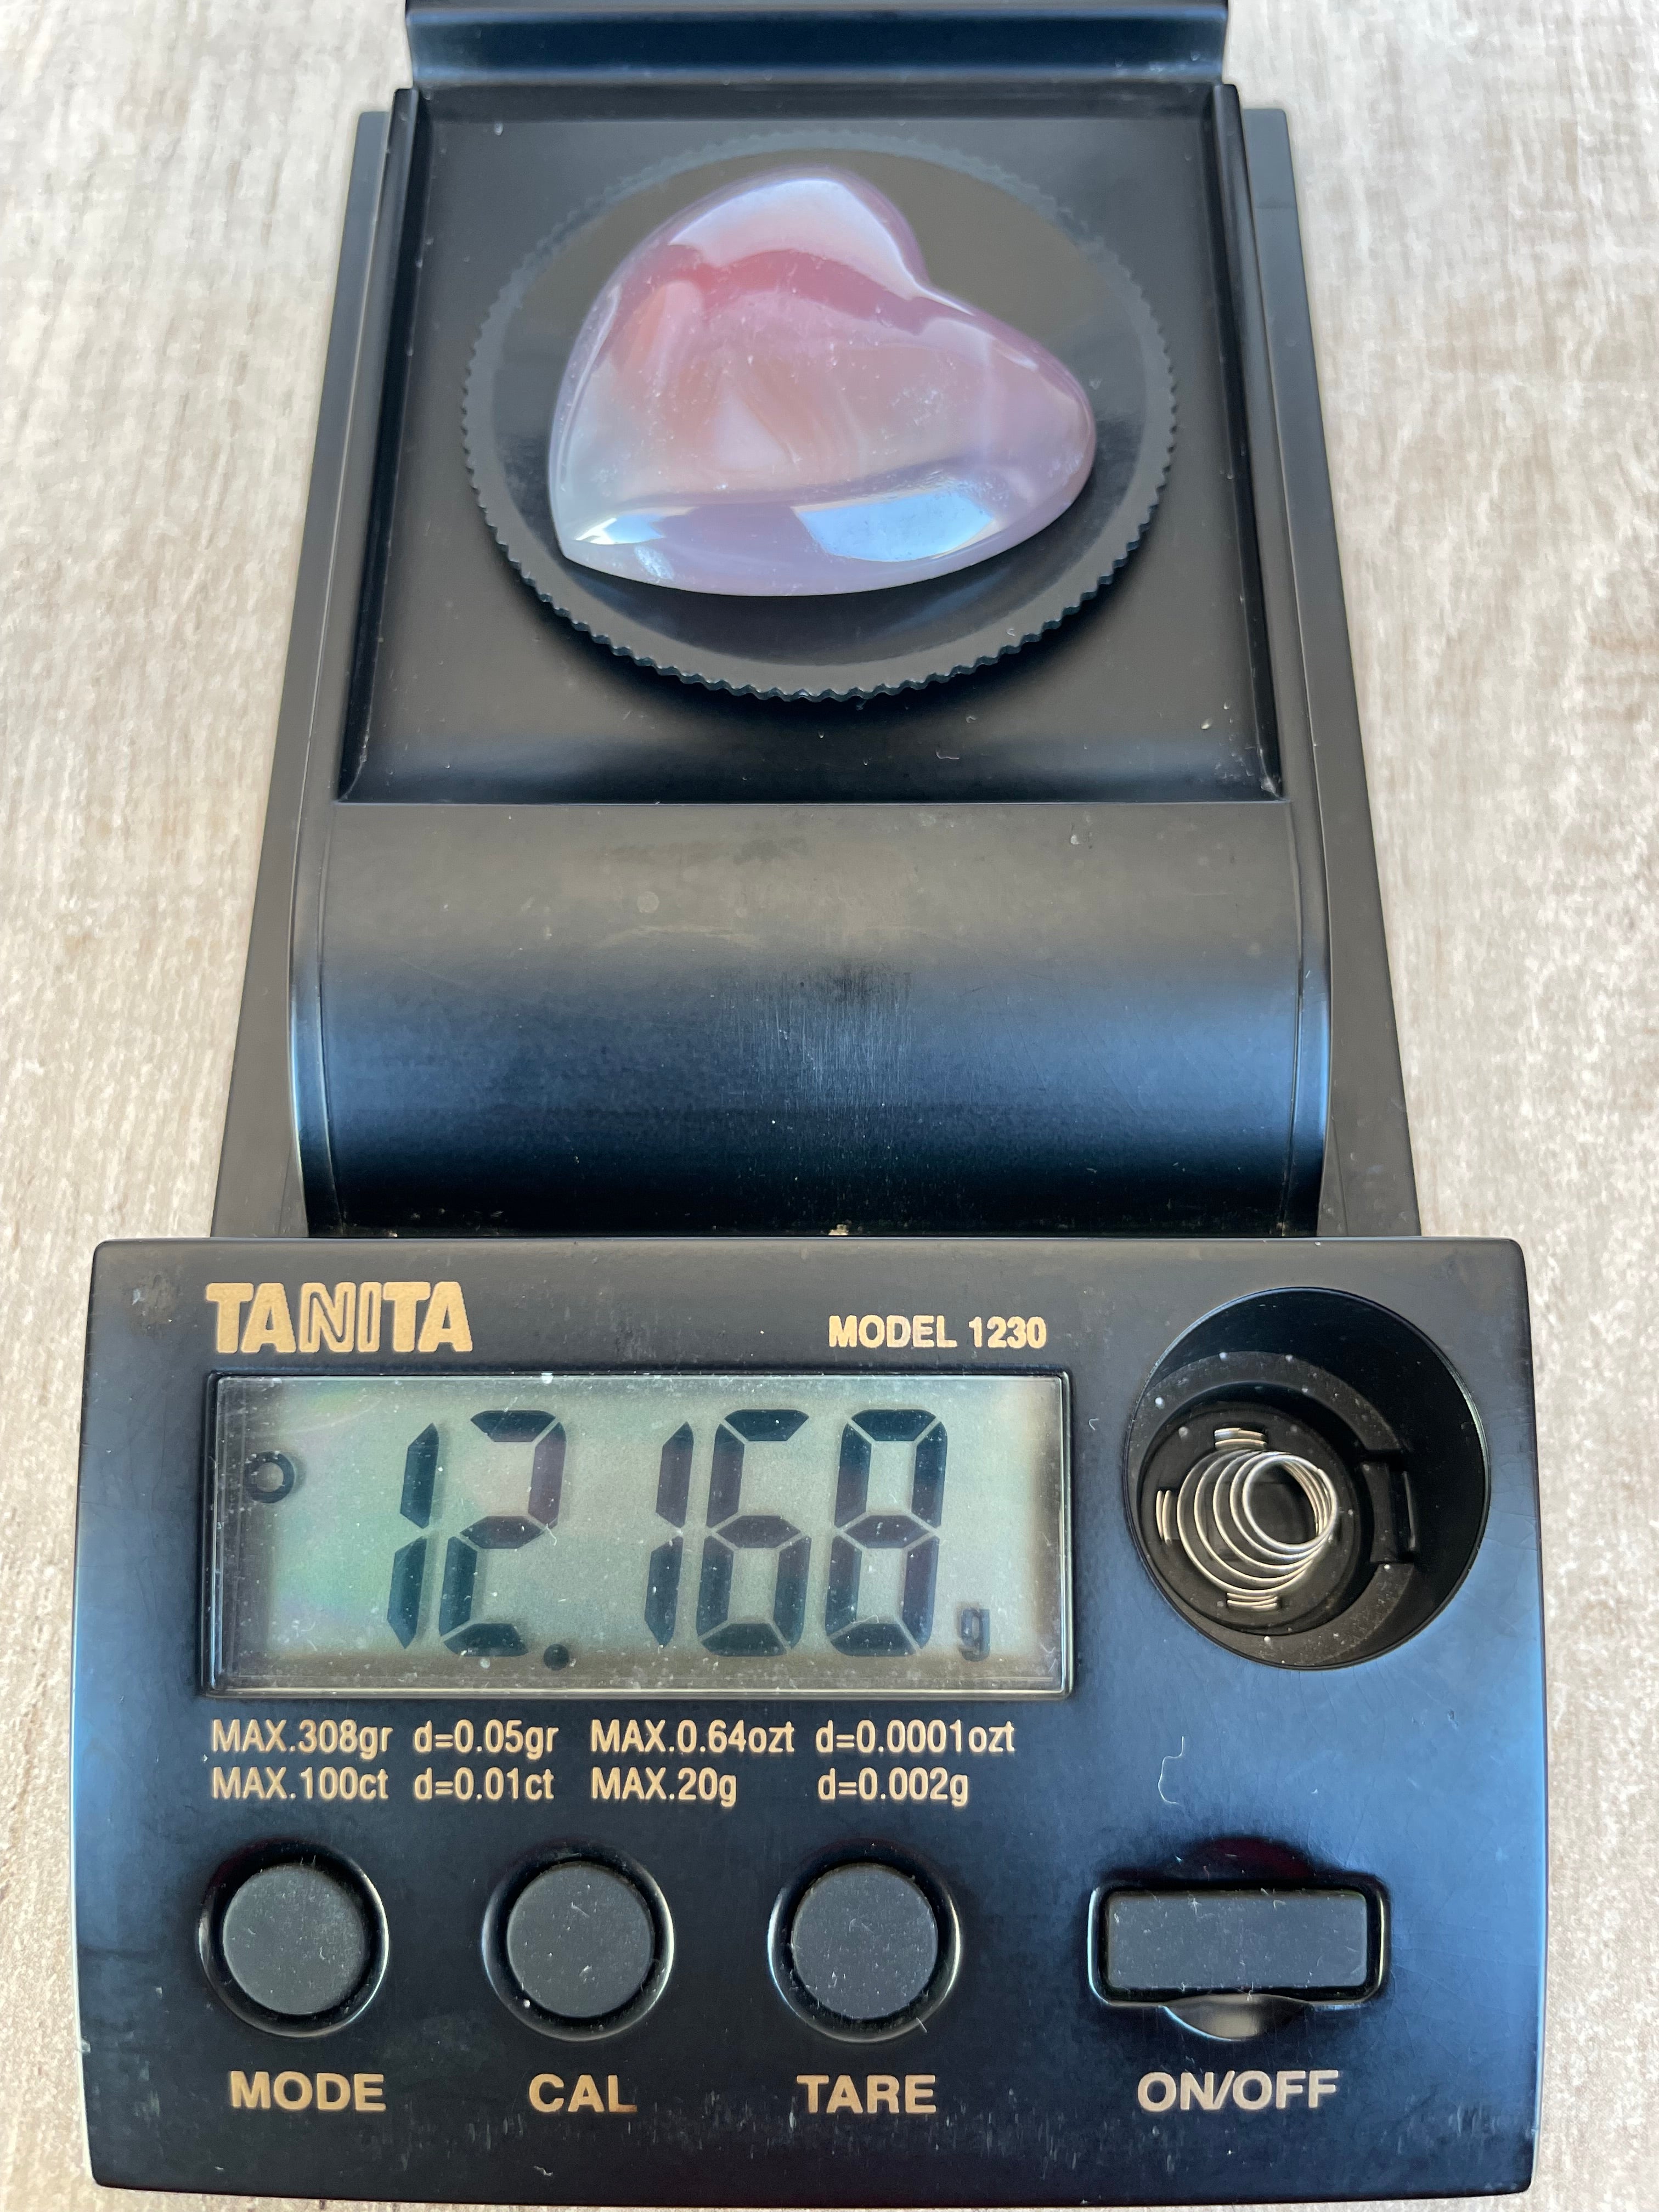 TANITA
MODEL 1230
12.168 g
MAX.308gr d=0.05gr MAX.0.64ozt d=0.0001ozt
MAX.100ct d=0.01ct MAX.20g d=0.002g
MODE CAL TARE ON/OFF